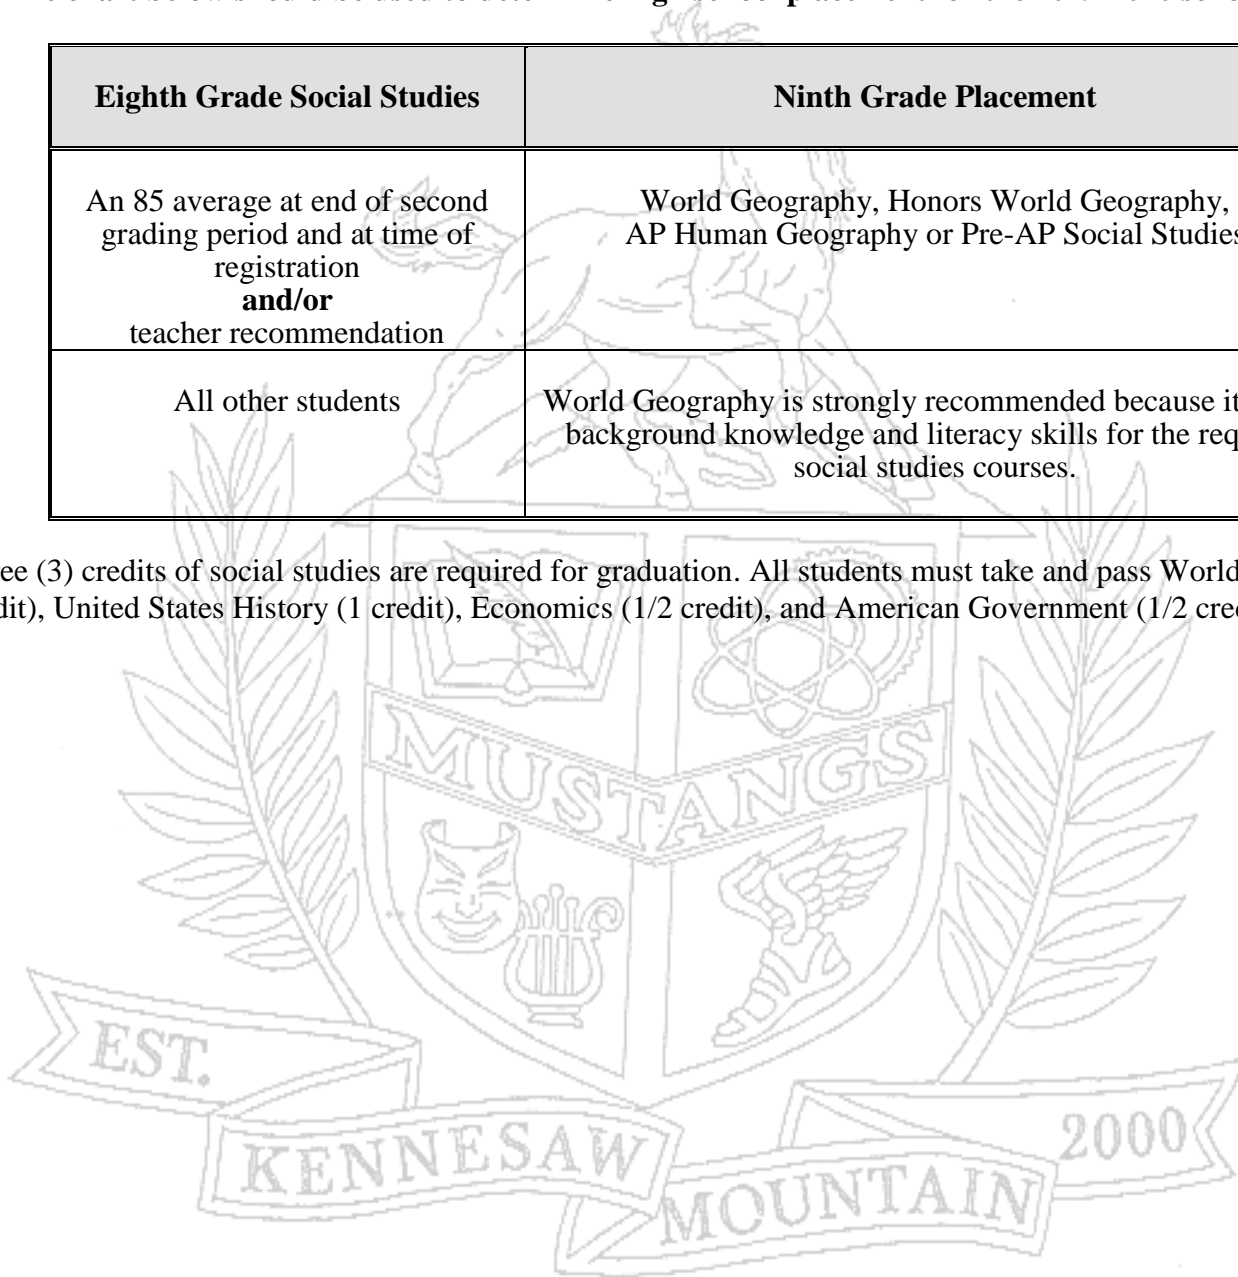 Eighth Grade Social Studies
Ninth Grade Placement
An 85 average at end of second
grading period and at time of
registration
and/or
teacher recommendation
World Geography, Honors World Geography,
AP Human Geography or Pre-AP Social Studies
All other students
World Geography is strongly recommended because it
background knowledge and literacy skills for the req
social studies courses.
ee (3) credits of social studies are required for graduation. All students must take and pass World
dit), United States History (1 credit), Economics (1/2 credit), and American Government (1/2 cre
MUSTANGS
EST.
2000
KENNESAW
MOUNTAIN